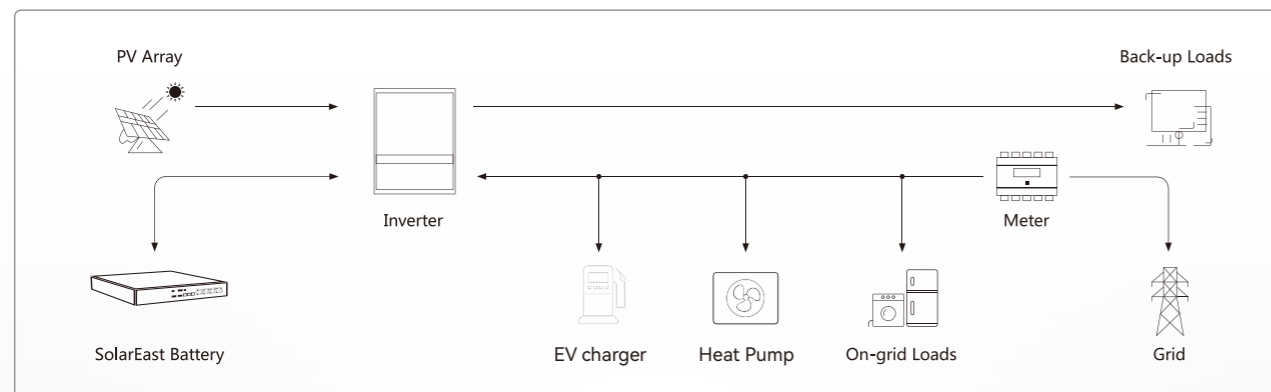 PV Array
Back-up Loads
Inverter
Meter
SolarEast Battery
EV charger
Heat Pump
On-grid Loads
Grid